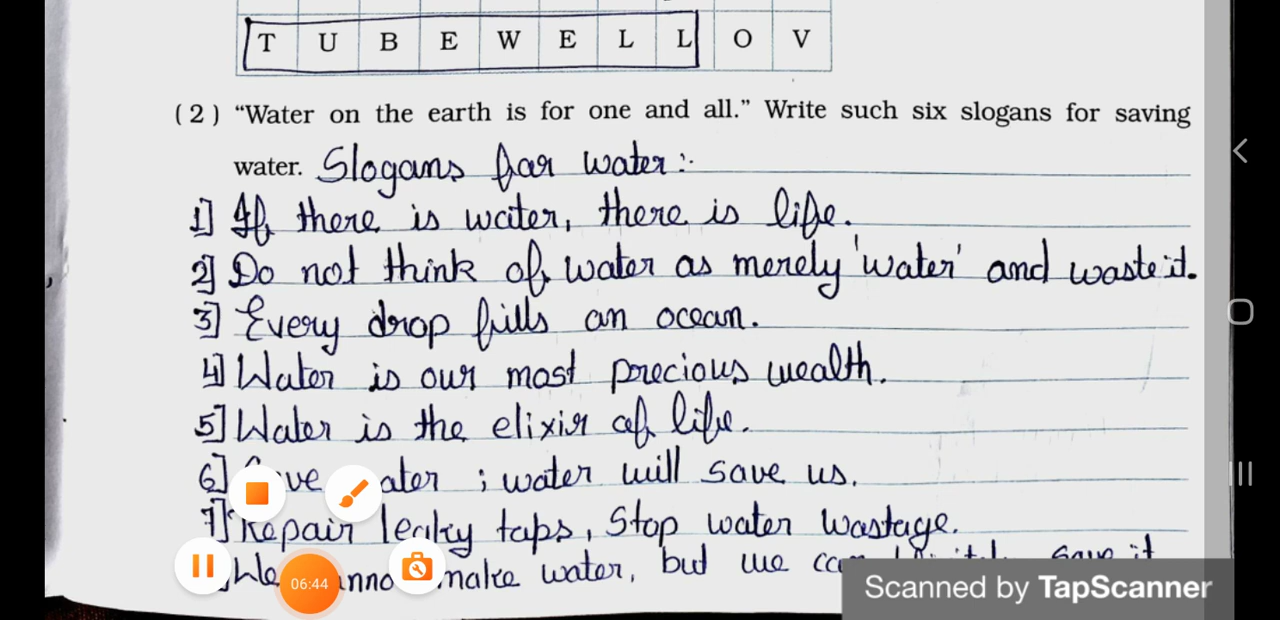 T U B E W E L L O V
( 2 ) “Water on the earth is for one and all.” Write such six slogans for saving
water. Slogans for water :-
1] If there is water, there is life.
2] Do not think of water as merely 'water' and waste it.
3] Every drop fills an ocean.
4] Water is our most precious wealth.
5] Water is the elixir of life.
6] water ; water will save us.
7] Repair leaky taps, Stop water wastage.
We make water, but we save it
06:44
Scanned by TapScanner